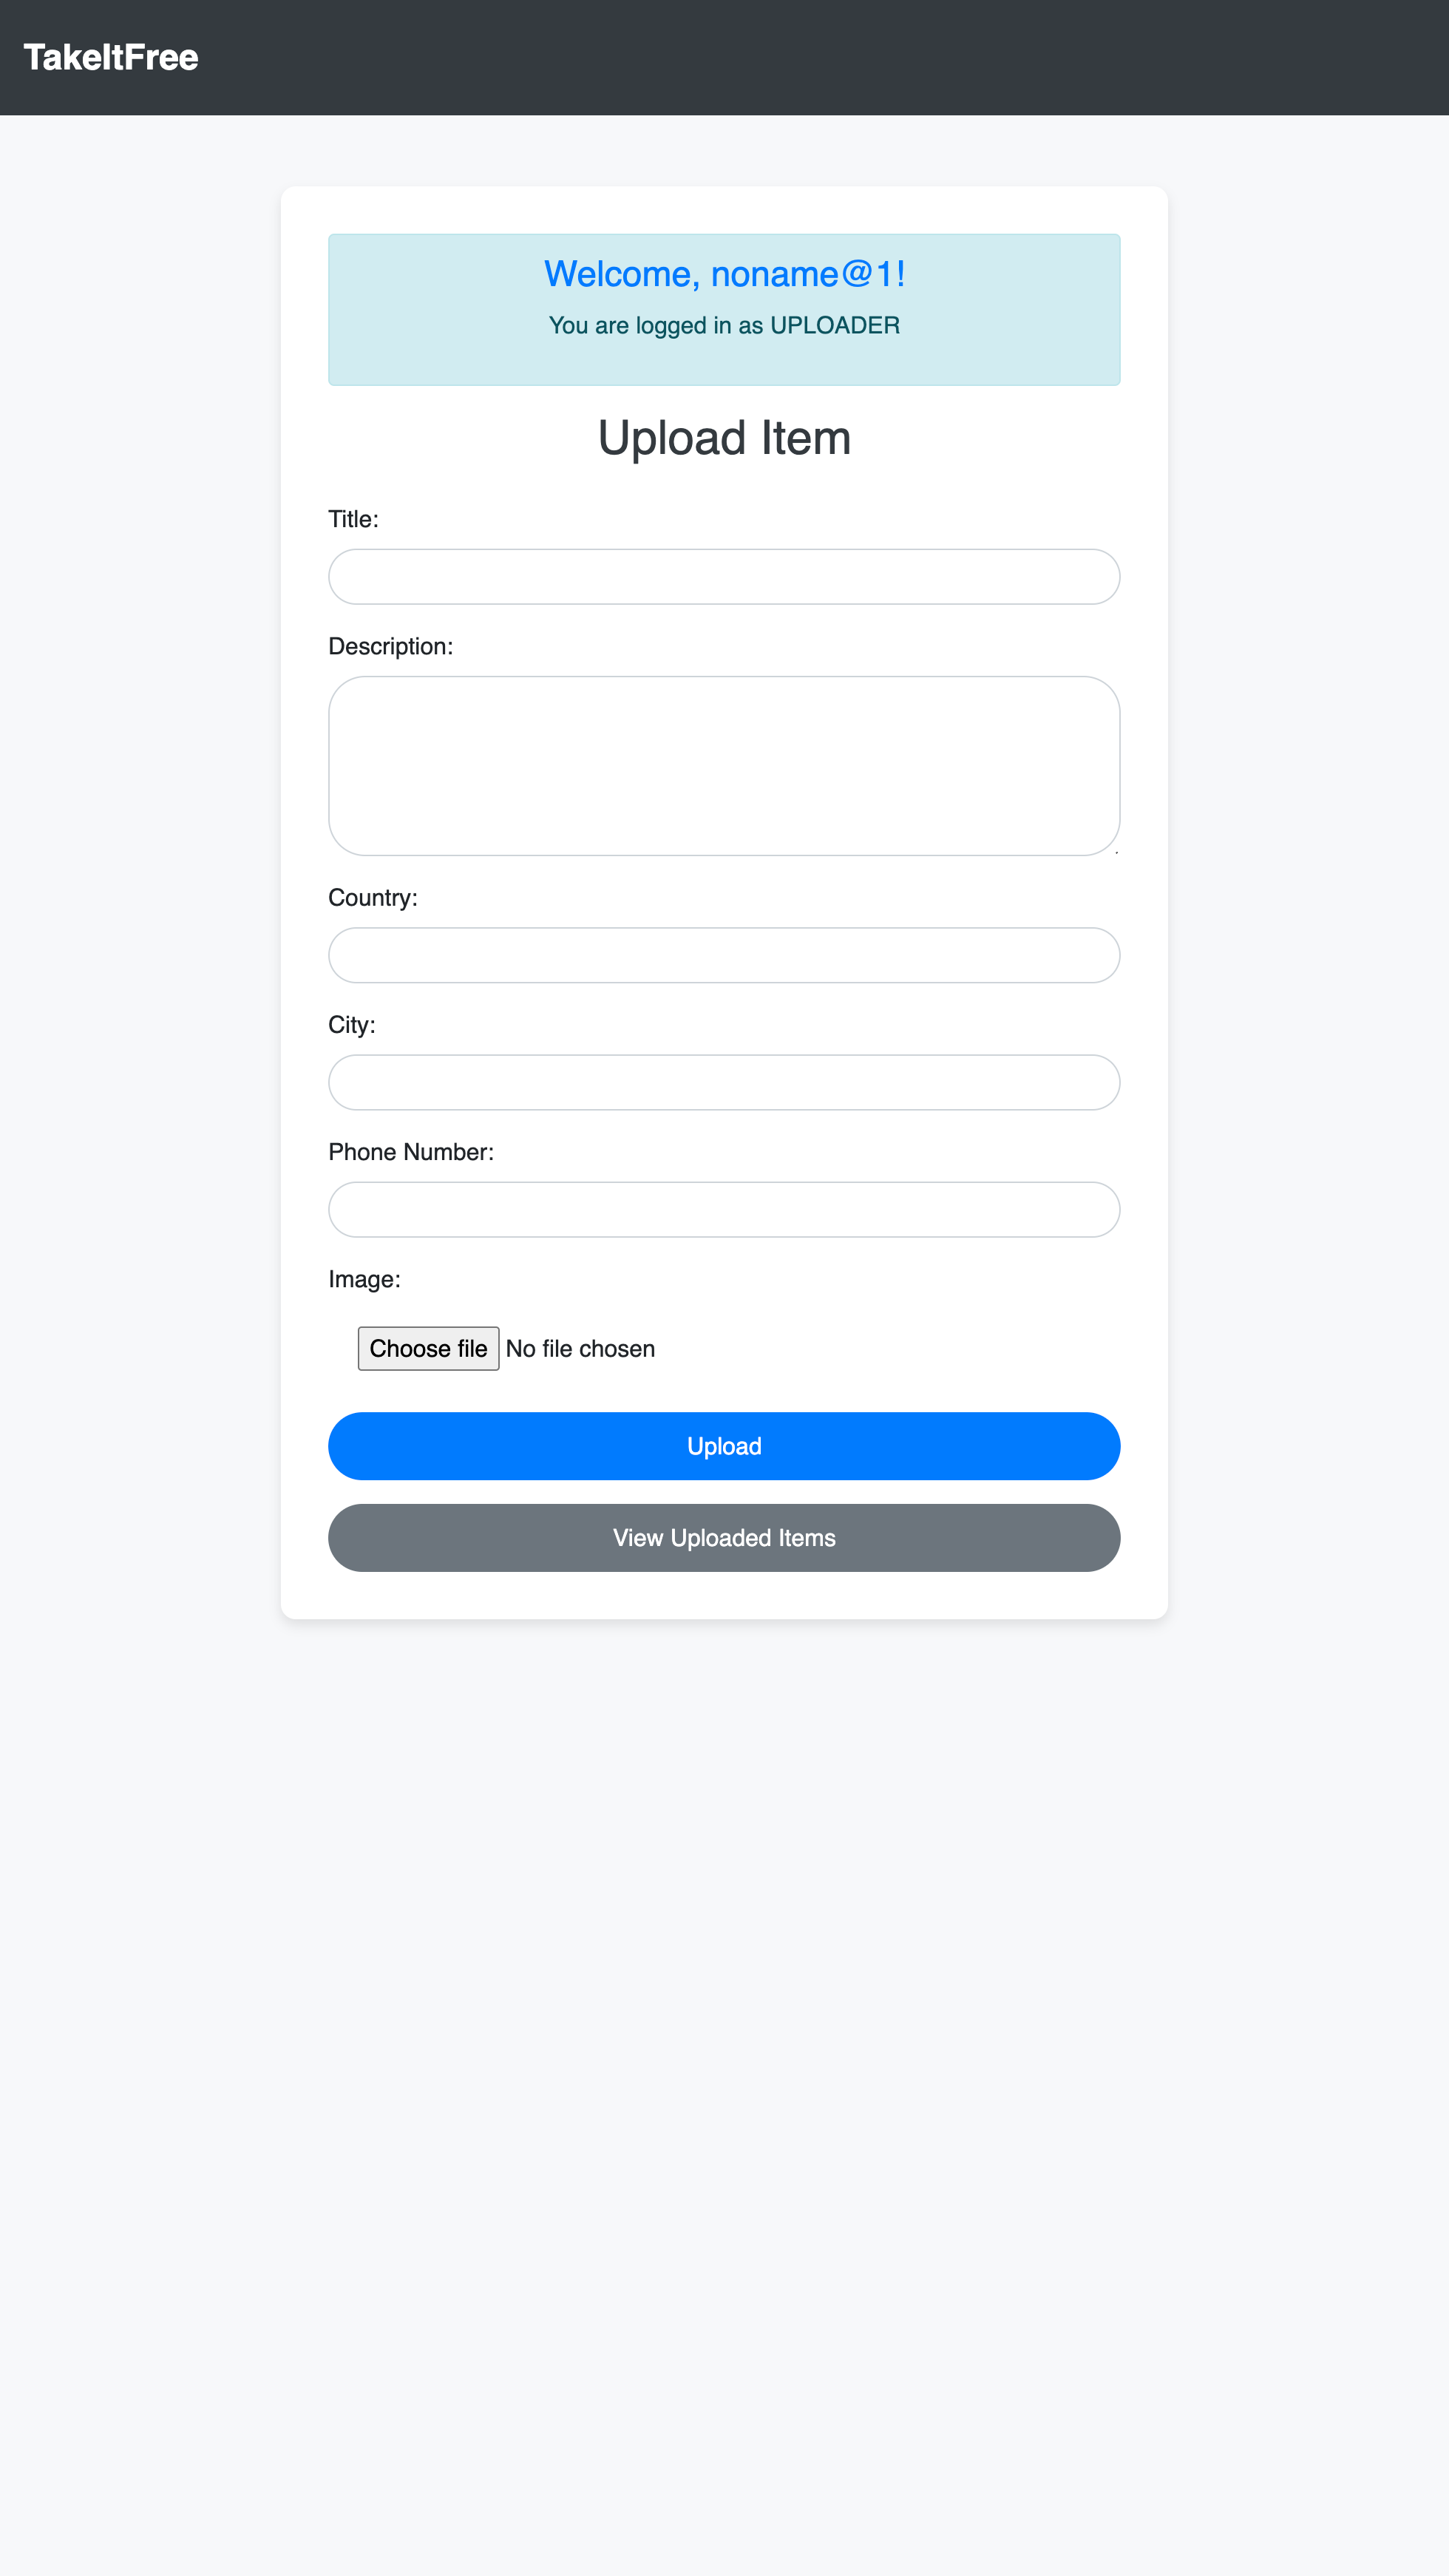 TakeItFree
Welcome, noname@1!
You are logged in as UPLOADER
Upload Item
Title:
Description:
Country:
City:
Phone Number:
Image:
Choose file No file chosen
Upload
View Uploaded Items